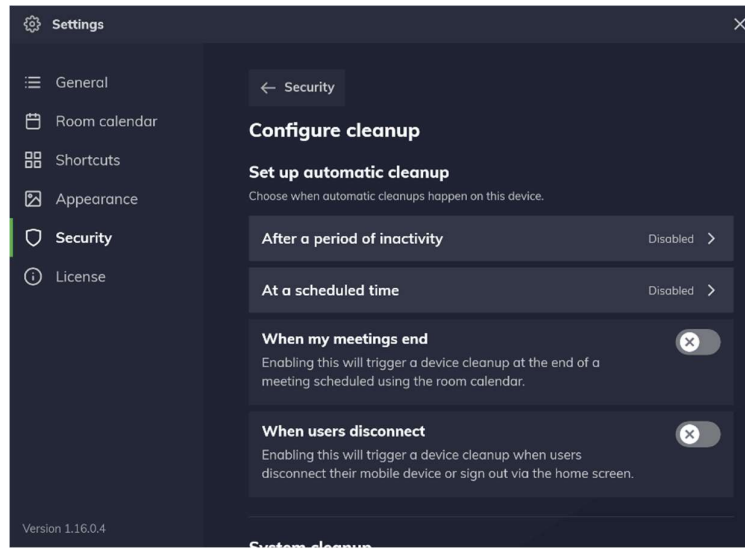 Settings
General
Room calendar
Shortcuts
Appearance
Security
License
Version 1.16.0.4
Security
Configure cleanup
Set up automatic cleanup
Choose when automatic cleanups happen on this device.
After a period of inactivity Disabled
At a scheduled time Disabled
When my meetings end
Enabling this will trigger a device cleanup at the end of a
meeting scheduled using the room calendar.
When users disconnect
Enabling this will trigger a device cleanup when users
disconnect their mobile device or sign out via the home screen.
System cleanup